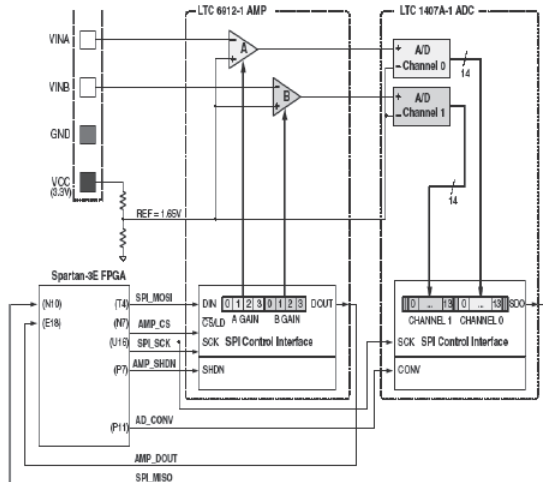 LTC 6912-1 AMP
LTC 1407A-1 ADC
VINA
A
A/D
Channel 0
14
VINB
B
A/D
Channel 1
GND
14
VCC
(3.3V)
REF = 1.65V
Spartan-3E FPGA
(N10)
(T4)
SPI_MOSI
DIN
0 1 2 3 0 1 2 3
DOUT
0 ... 13 0 ... 13
SDO
(E18)
(N7)
AMP_CS
CS/LD
A GAIN
B GAIN
CHANNEL 1
CHANNEL 0
(U16)
SPI_SCK
SCK
SPI Control Interface
SCK
SPI Control Interface
(P7)
AMP_SHDN
SHDN
CONV
(P11)
AD_CONV
AMP_DOUT
SPI_MISO